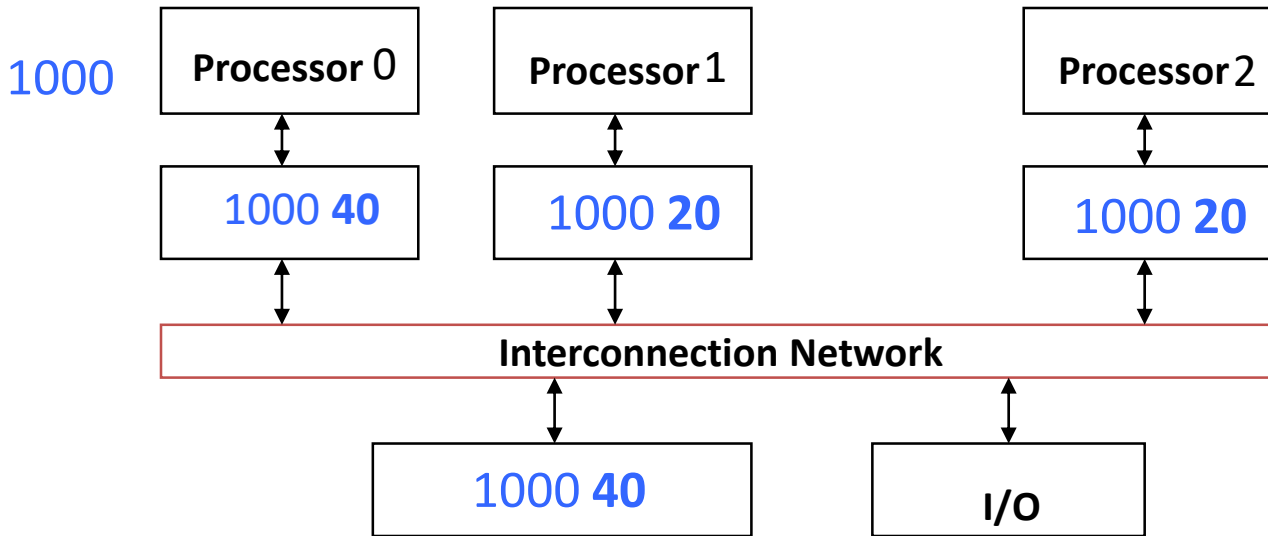 1000
Processor 0
Processor 1
Processor 2
1000 40
1000 20
1000 20
Interconnection Network
1000 40
I/O